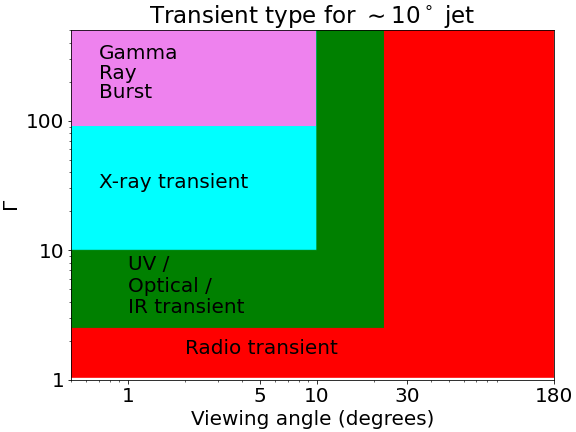 Transient type for ~10° jet
Gamma
Ray
Burst
100
X-ray transient
Γ
10
UV /
Optical /
IR transient
Radio transient
1
1 5 10 30 180
Viewing angle (degrees)